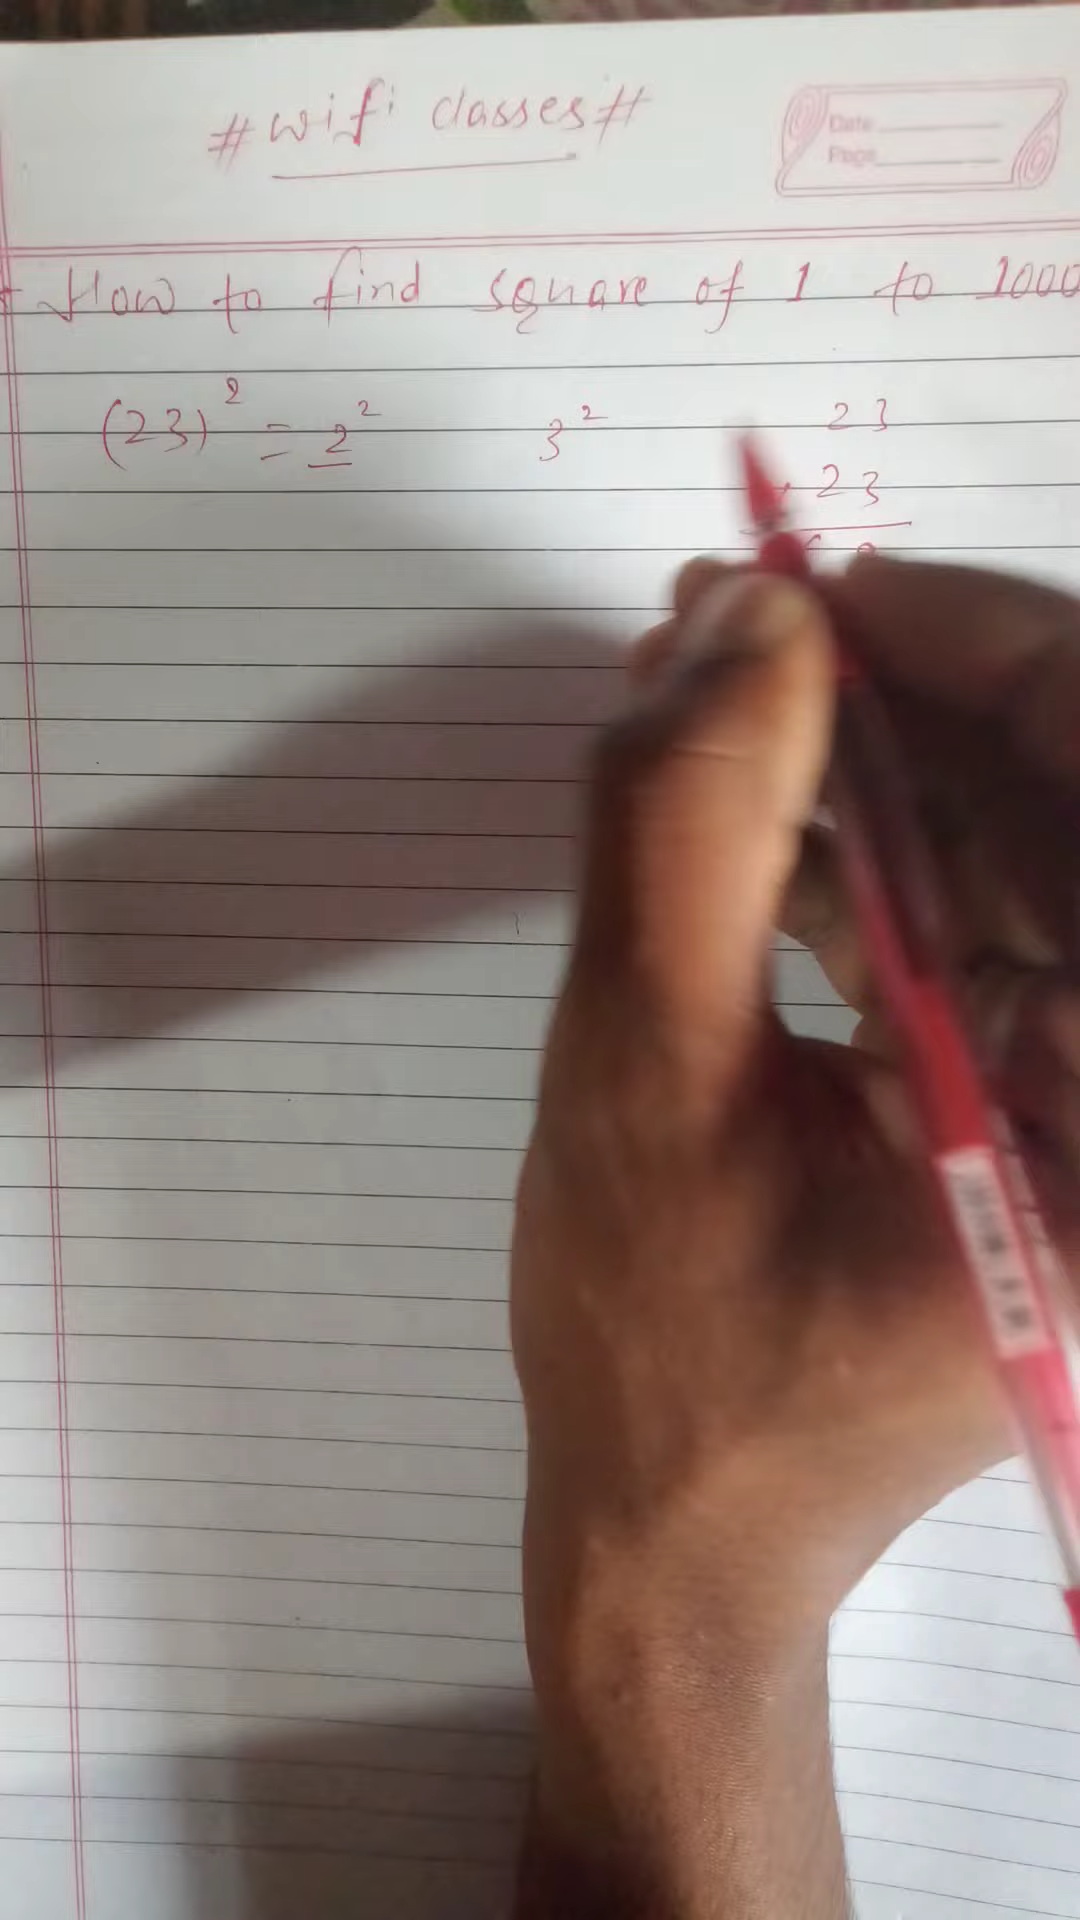 #wifi classes#
Date
Page
How to find square of 1 to 1000
(23)² = 2² 3² 23
23